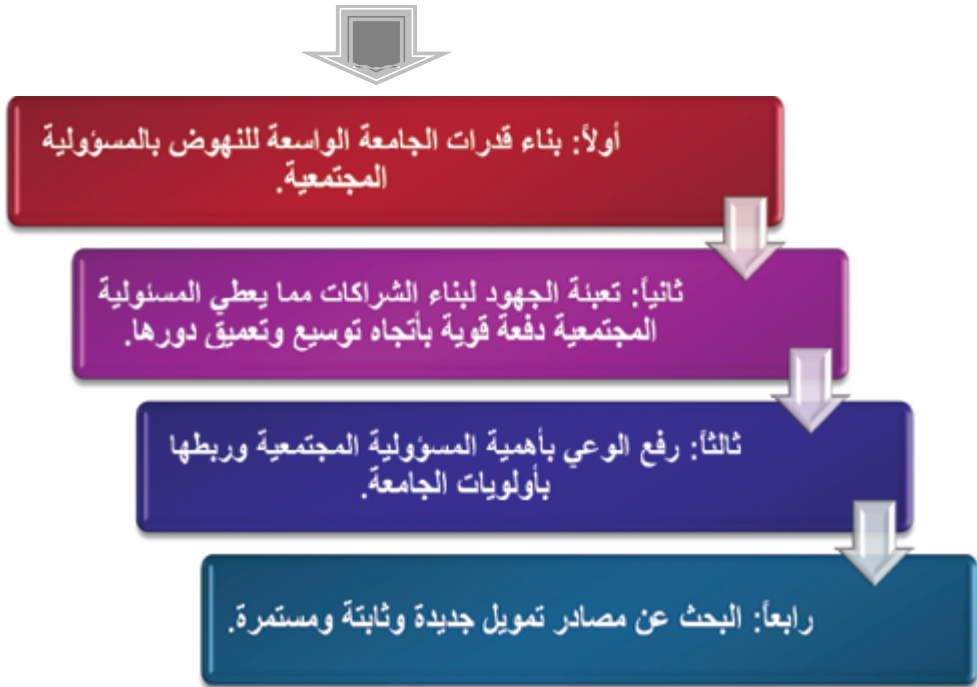 أولاً: بناء قدرات الجامعة الواسعة للنهوض بالمسؤولية
المجتمعية.
ثانياً: تعبئة الجهود لبناء الشراكات مما يعطي المسئولية
المجتمعية دفعة قوية بأتجاه توسيع وتعميق دورها.
ثالثاً: رفع الوعي بأهمية المسؤولية المجتمعية وربطها
بأولويات الجامعة.
رابعاً: البحث عن مصادر تمويل جديدة وثابتة ومستمرة.